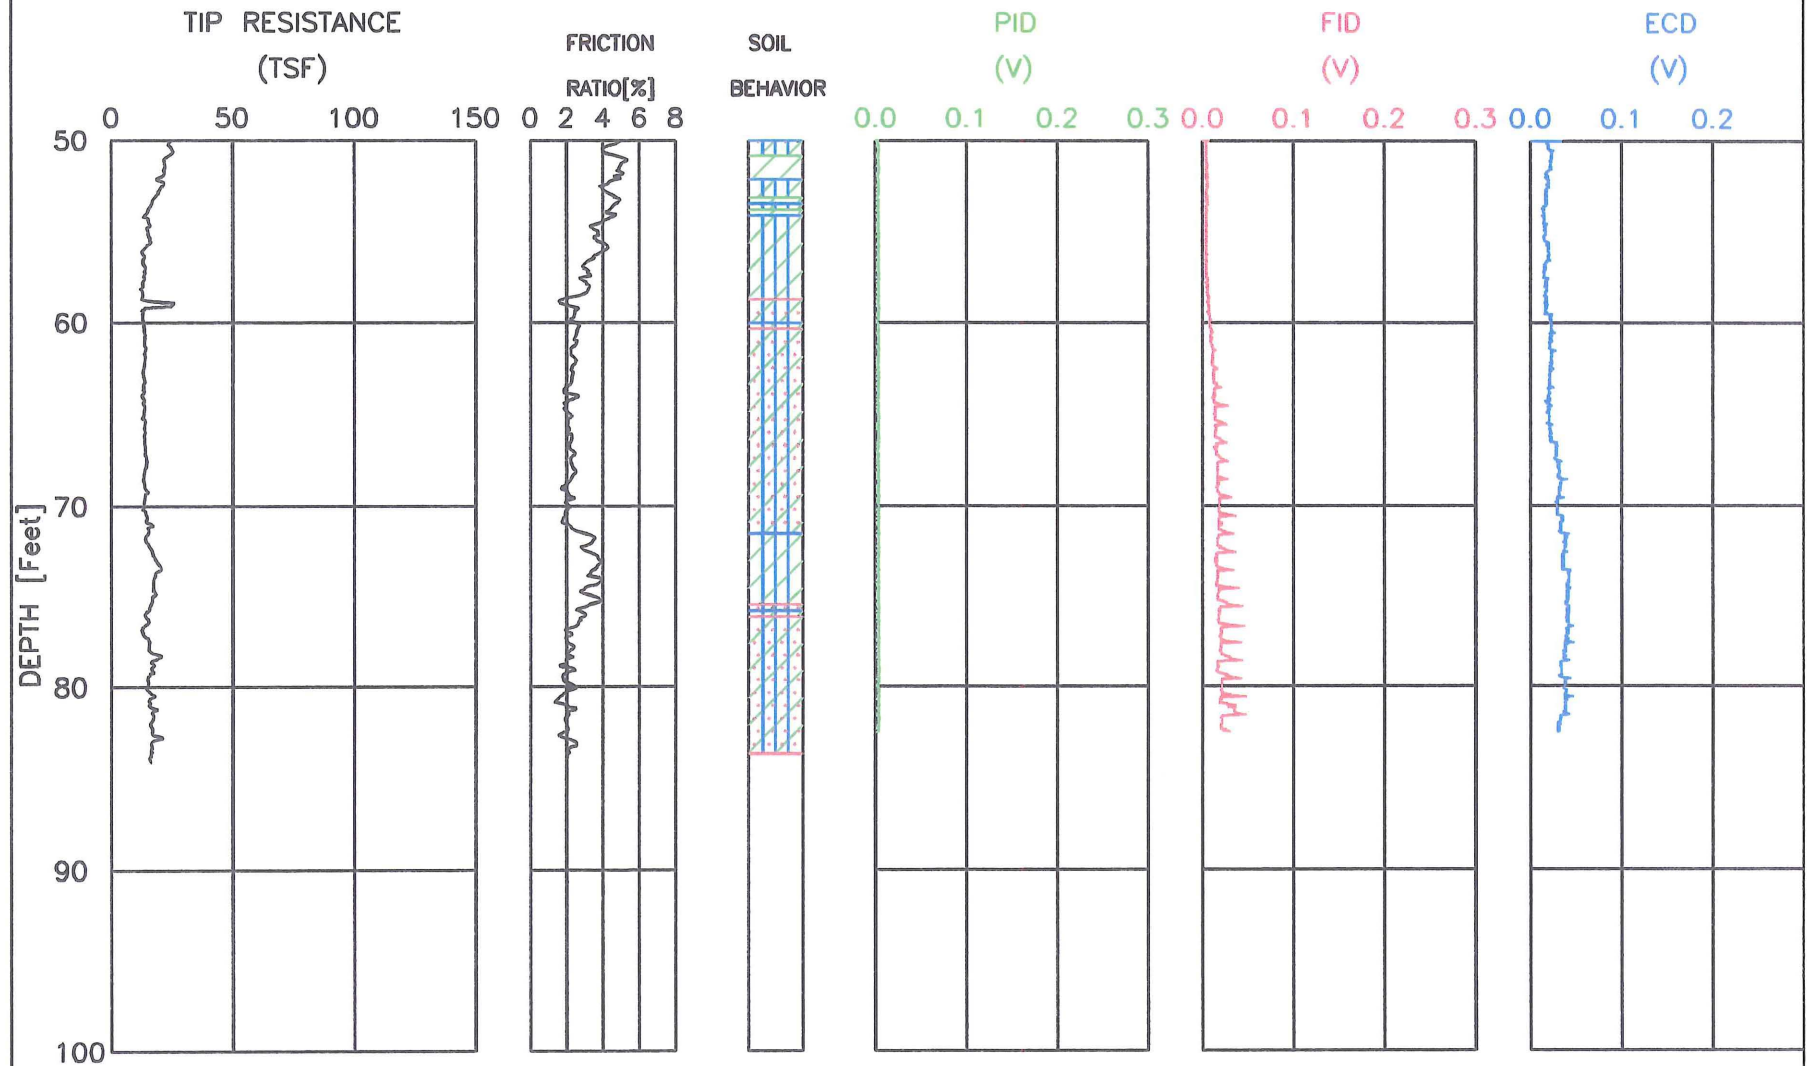 TIP RESISTANCE
(TSF)
0 50 100 150
FRICTION
RATIO[%]
0 2 4 6 8
SOIL
BEHAVIOR
PID
(V)
0.0 0.1 0.2 0.3
FID
(V)
0.0 0.1 0.2 0.3
ECD
(V)
0.0 0.1 0.2
DEPTH [Feet]
50
60
70
80
90
100